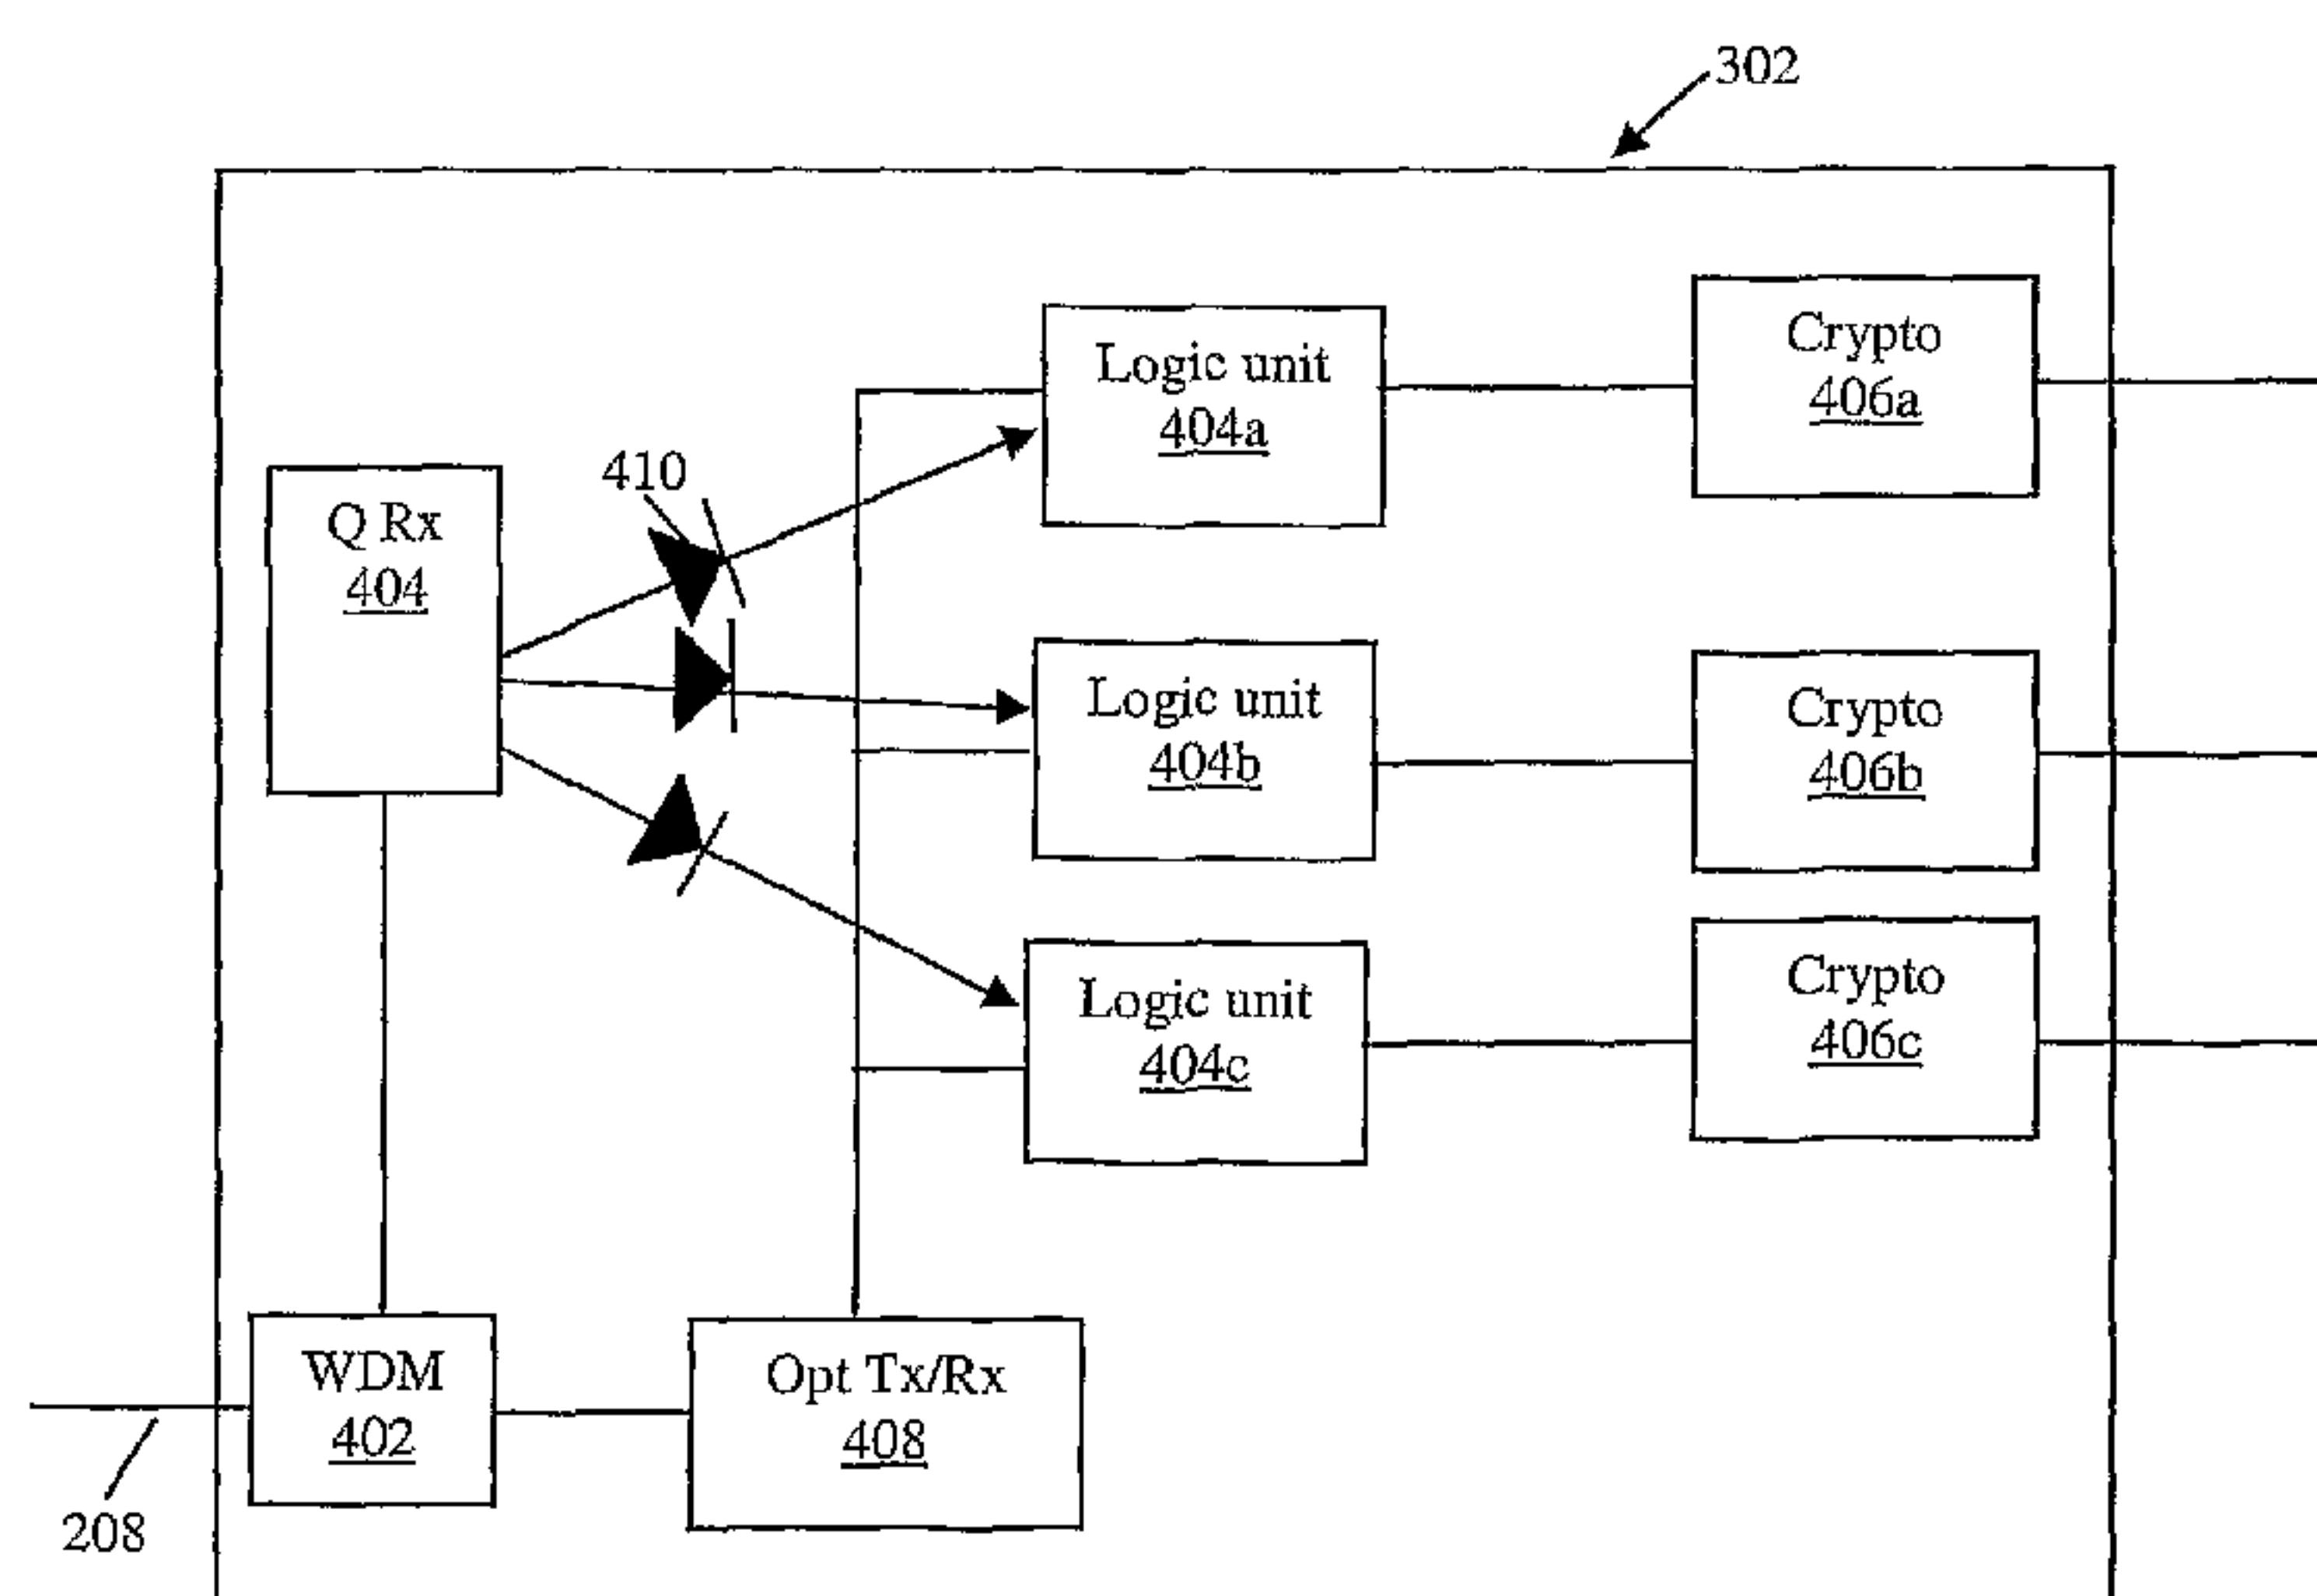 302
Logic unit
404a
Crypto
406a
410
Q Rx
404
Logic unit
404b
Crypto
406b
Logic unit
404c
Crypto
406c
WDM
402
Opt Tx/Rx
408
208